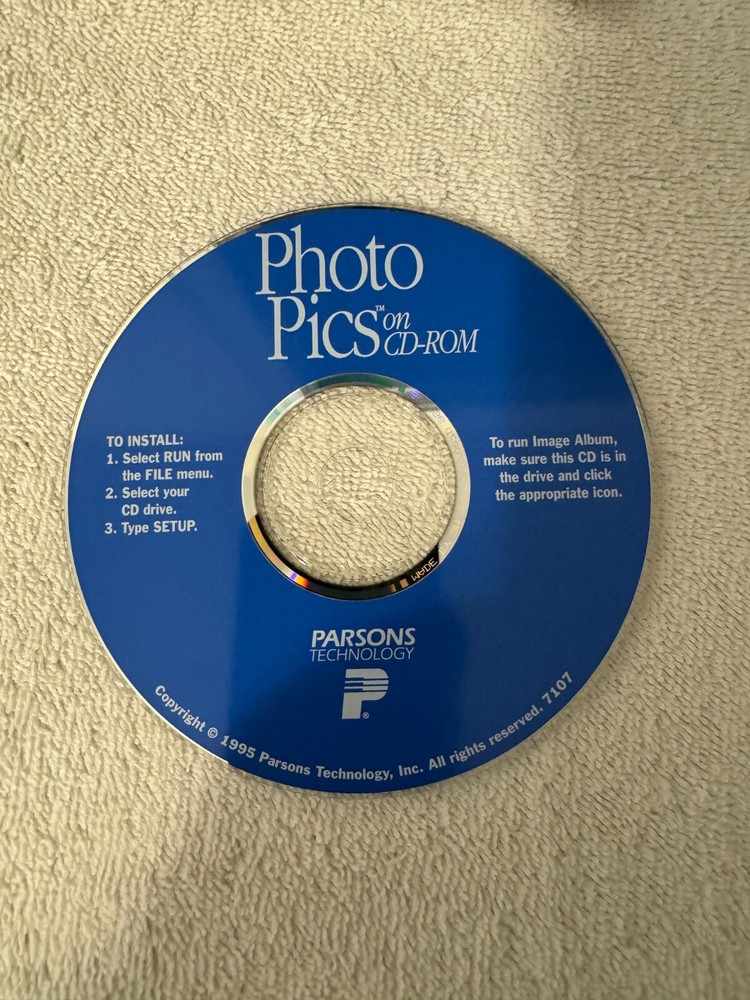 Photo
Pics™ on
CD-ROM
TO INSTALL:
1. Select RUN from
the FILE menu.
2. Select your
CD drive.
3. Type SETUP.
To run Image Album,
make sure this CD is in
the drive and click
the appropriate icon.
PARSONS
TECHNOLOGY
P®
Copyright © 1995 Parsons Technology, Inc. All rights reserved. 7107